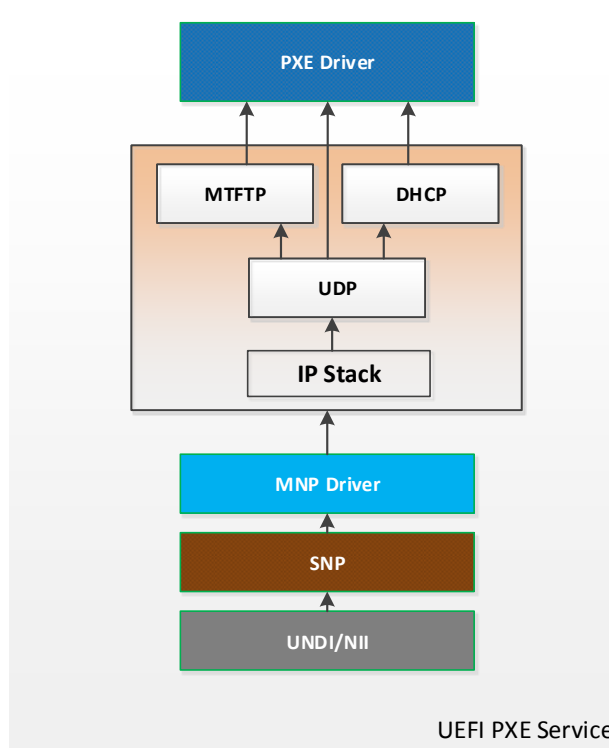 PXE Driver
MTFTP
DHCP
UDP
IP Stack
MNP Driver
SNP
UNDI/NII
UEFI PXE Service